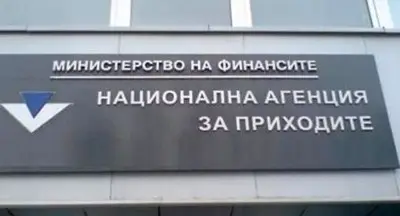 МИНИСТЕРСТВО НА ФИНАНСИТЕ
НАЦИОНАЛНА АГЕНЦИЯ
ЗА ПРИХОДИТЕ